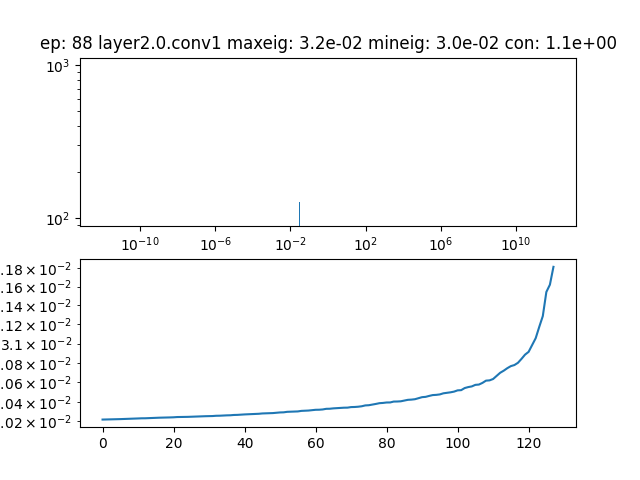 ep: 88 layer2.0.conv1 maxeig: 3.2e-02 mineig: 3.0e-02 con: 1.1e+00
10³
10²
10⁻¹⁰ 10⁻⁶ 10⁻² 10² 10⁶ 10¹⁰
.18 × 10⁻²
.16 × 10⁻²
.14 × 10⁻²
.12 × 10⁻²
3.1 × 10⁻²
.08 × 10⁻²
.06 × 10⁻²
.04 × 10⁻²
.02 × 10⁻²
0 20 40 60 80 100 120